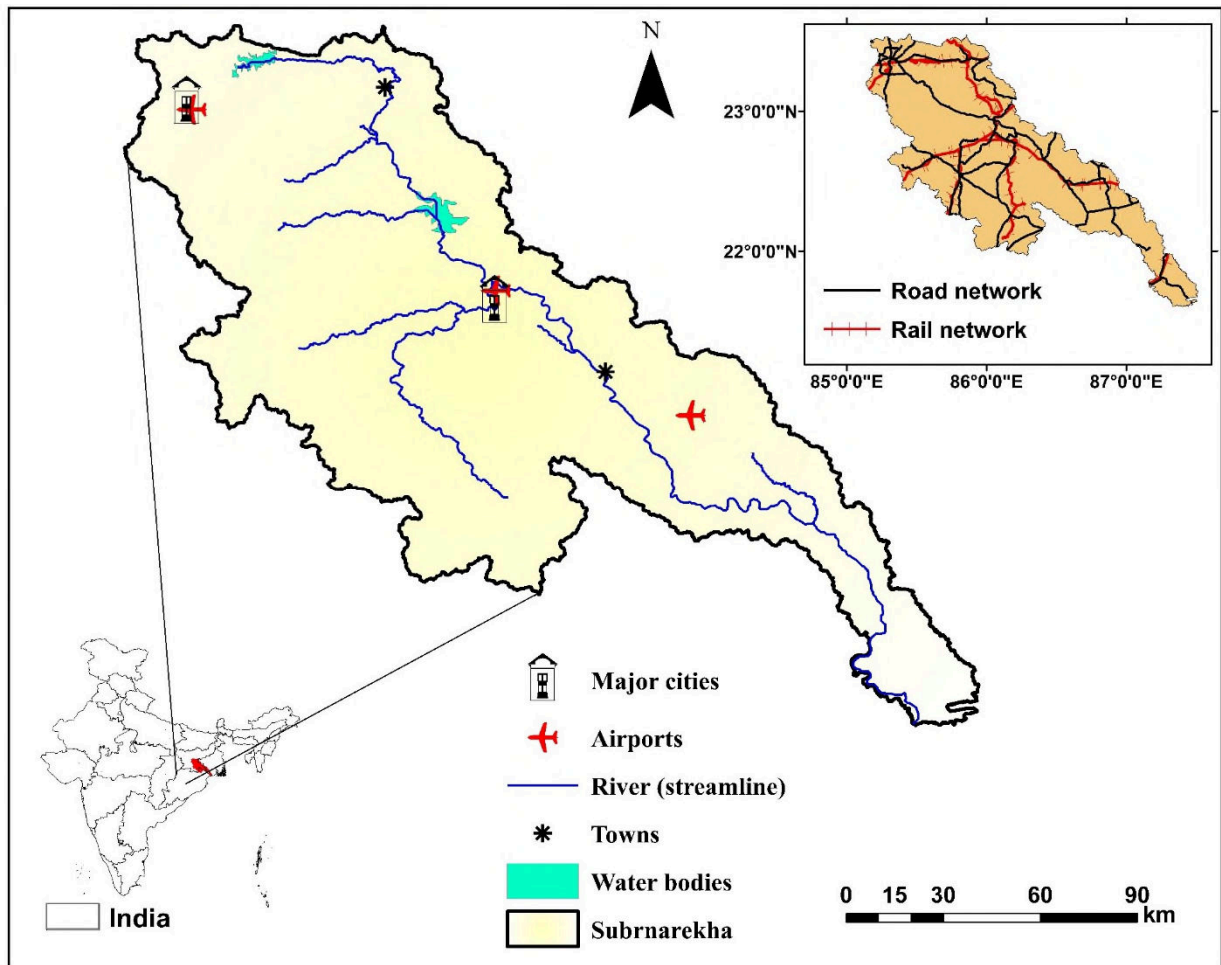 N
23°0'0"N
22°0'0"N
Road network
Rail network
85°0'0"E 86°0'0"E 87°0'0"E
Major cities
Airports
River (streamline)
Towns
Water bodies
Subrnarekha
India
0 15 30 60 90
km